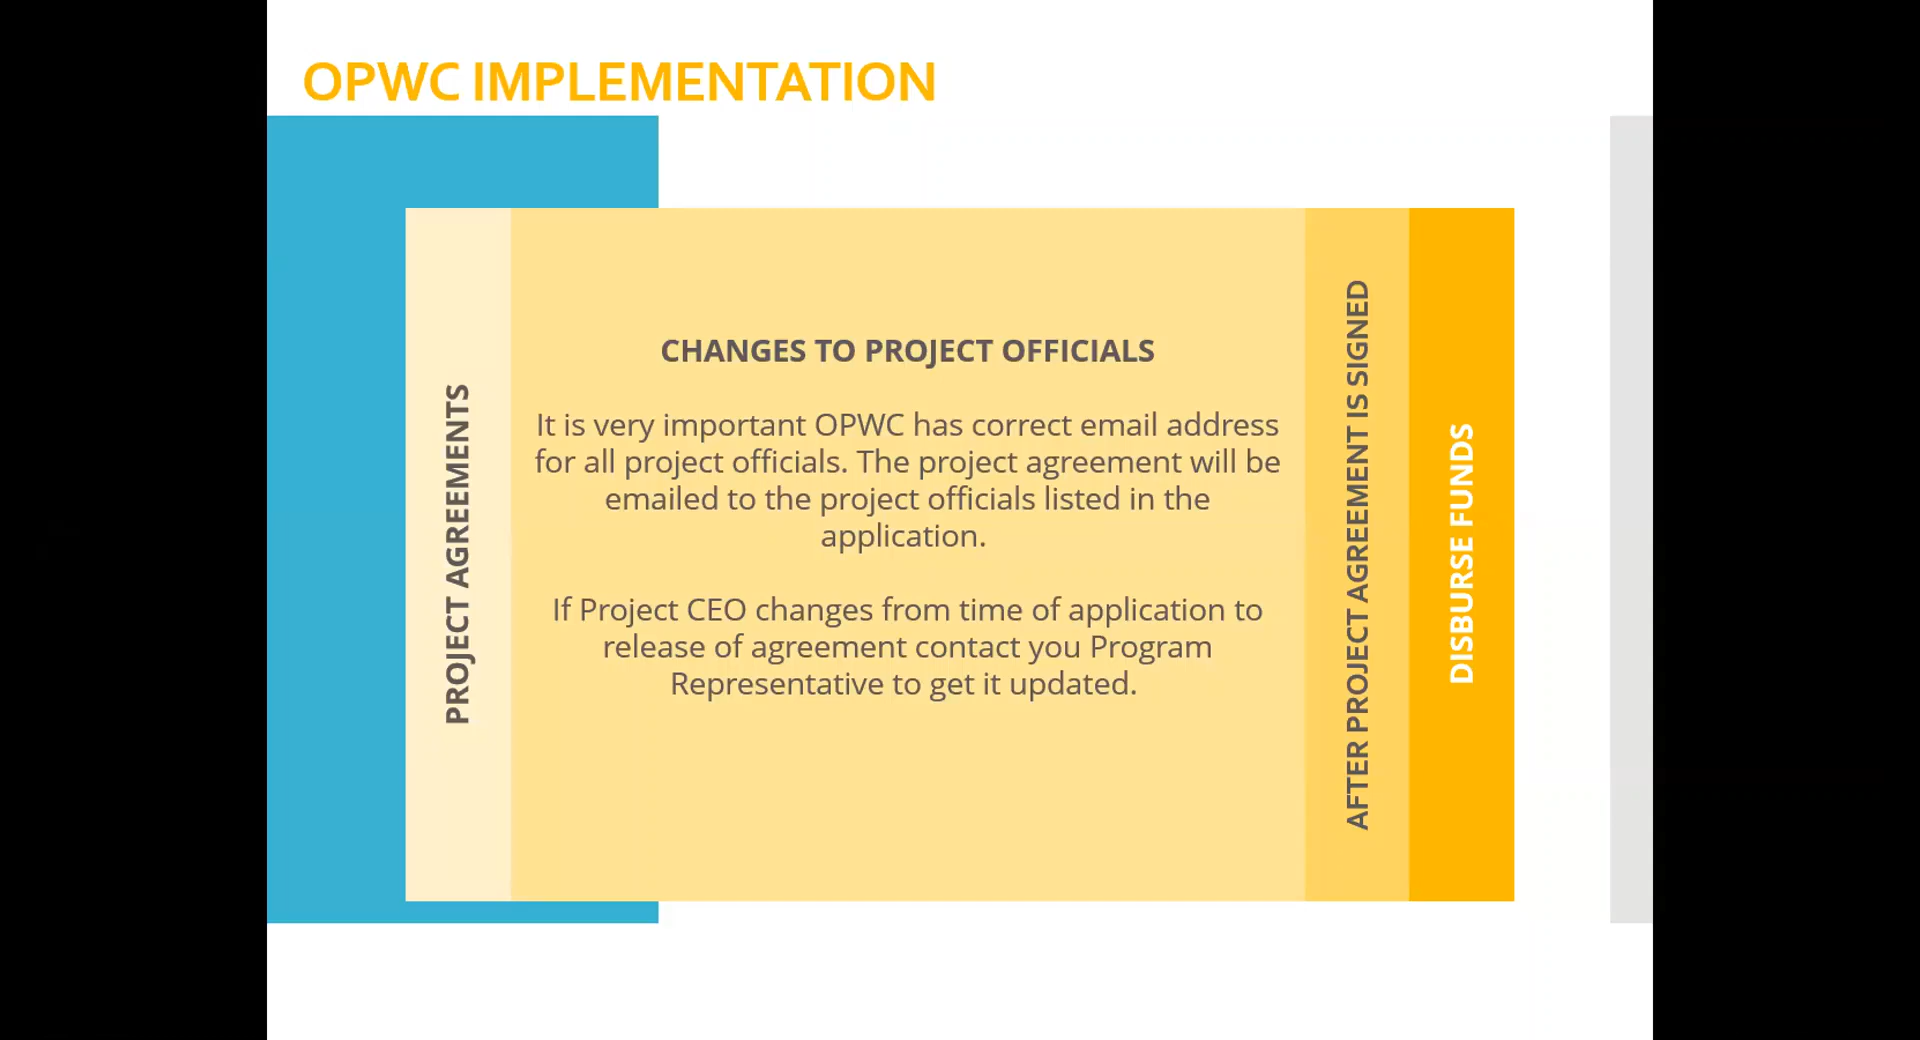 OPWC IMPLEMENTATION
PROJECT AGREEMENTS
CHANGES TO PROJECT OFFICIALS
It is very important OPWC has correct email address
for all project officials. The project agreement will be
emailed to the project officials listed in the
application.
If Project CEO changes from time of application to
release of agreement contact you Program
Representative to get it updated.
AFTER PROJECT AGREEMENT IS SIGNED
DISBURSE FUNDS